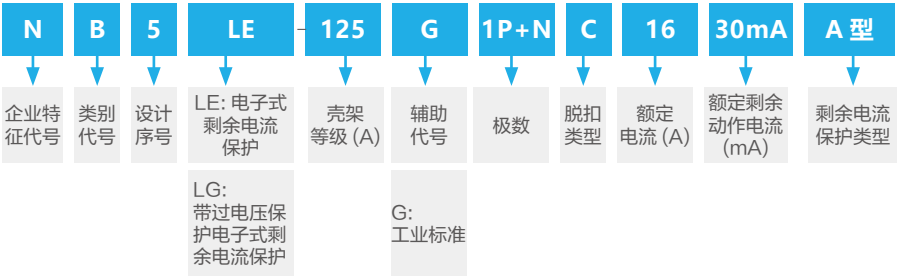 N B 5 LE - 125 G 1P+N C 16 30mA A 型
企业特
征代号
类别
代号
设计
序号
LE: 电子式
剩余电流
保护
壳架
等级 (A)
辅助
代号
极数
脱扣
类型
额定
电流 (A)
额定剩余
动作电流
(mA)
剩余电流
保护类型
LG:
带过电压保
护电子式剩
余电流保护
G:
工业标准